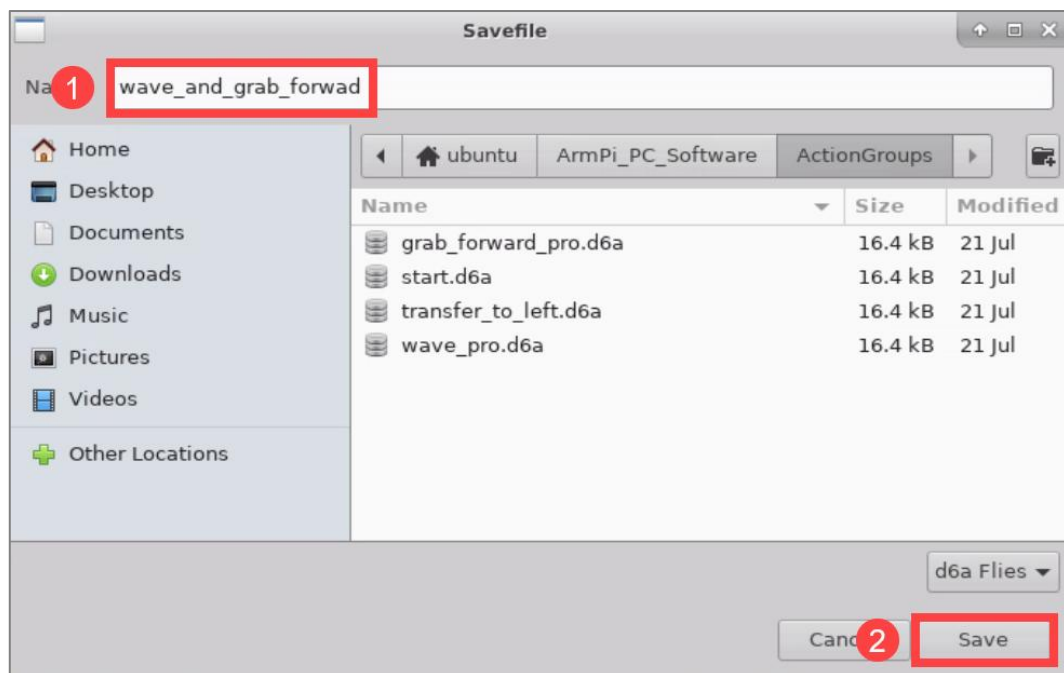 Savefile
Na 1 wave_and_grab_forwad
Home
Desktop
Documents
Downloads
Music
Pictures
Videos
Other Locations
ubuntu ArmPi_PC_Software ActionGroups
Name Size Modified
grab_forward_pro.d6a 16.4 kB 21 Jul
start.d6a 16.4 kB 21 Jul
transfer_to_left.d6a 16.4 kB 21 Jul
wave_pro.d6a 16.4 kB 21 Jul
d6a Flies
Canc 2 Save